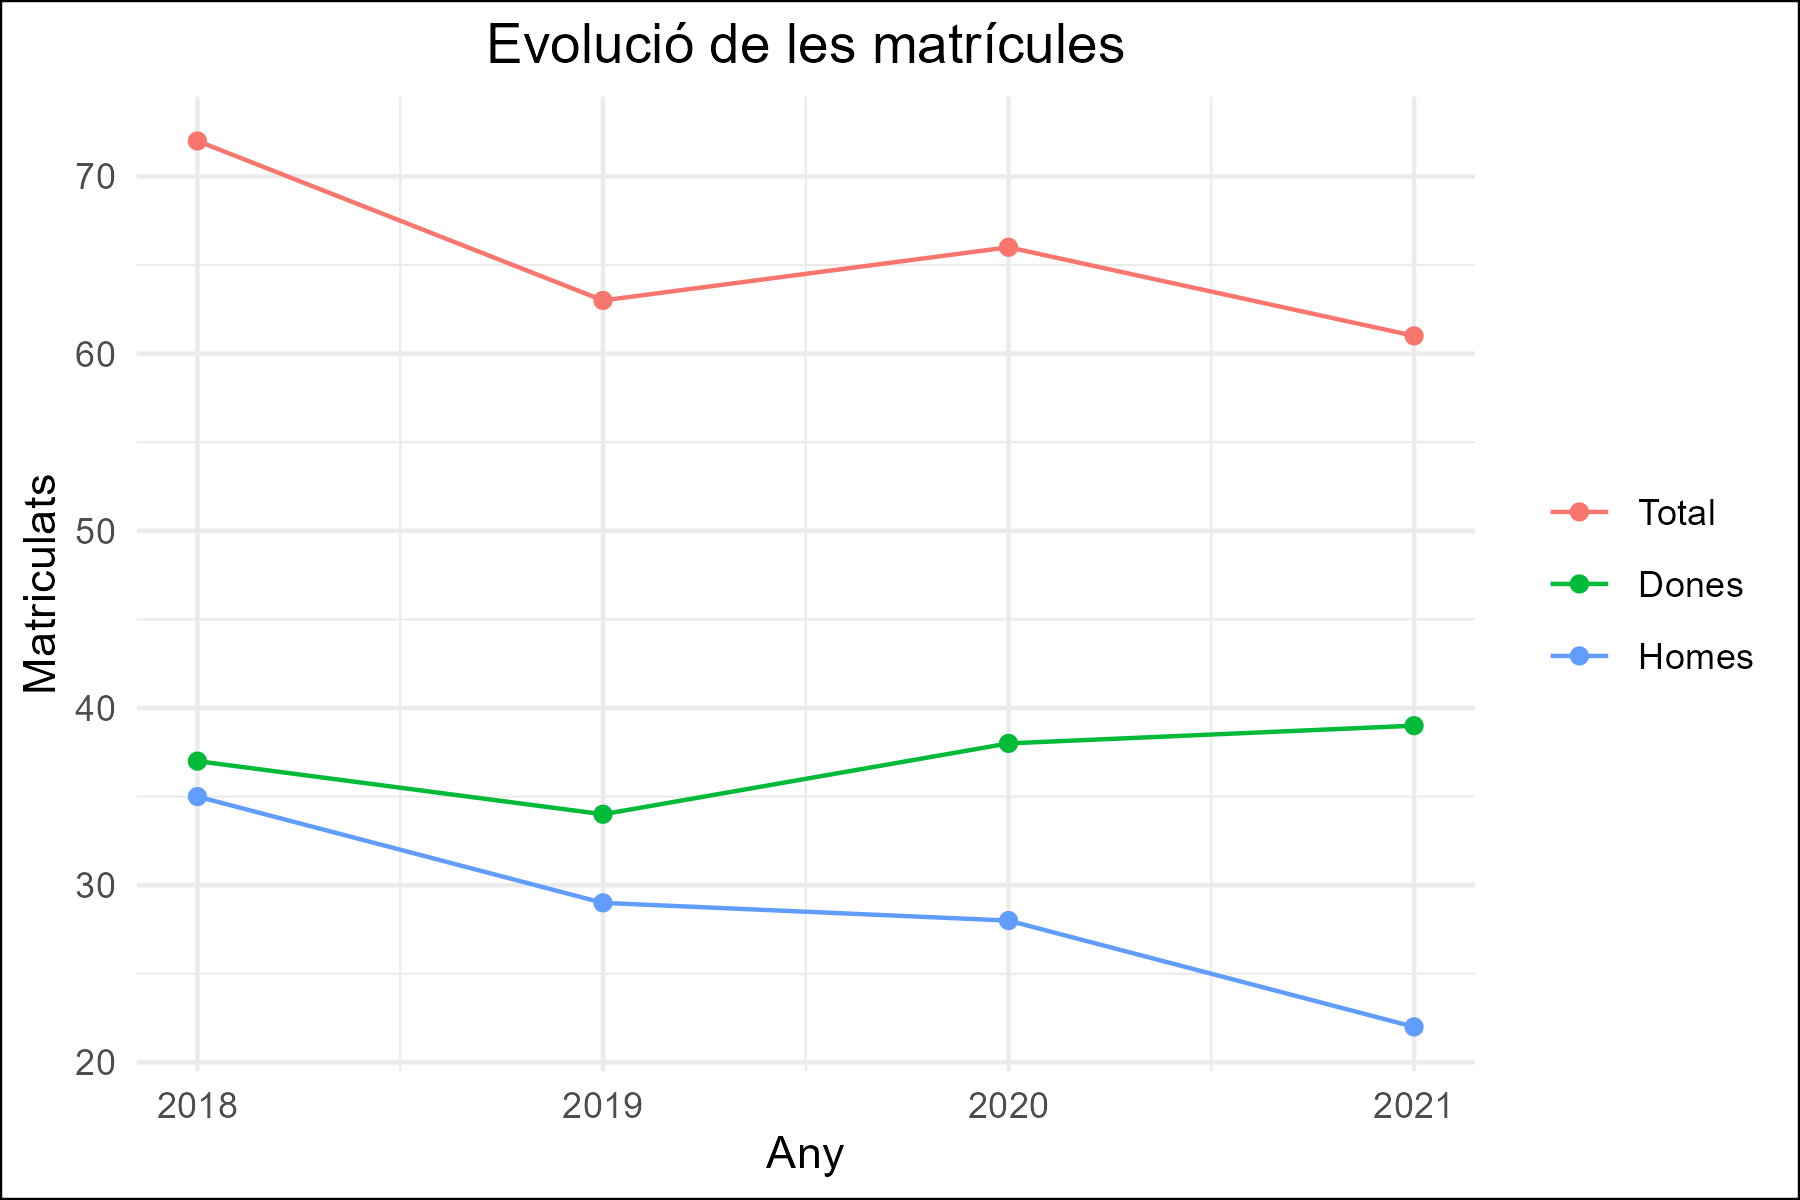 Evolució de les matrícules
Matriculats
70
60
50
40
30
20
2018 2019 2020 2021
Any
Total
Dones
Homes